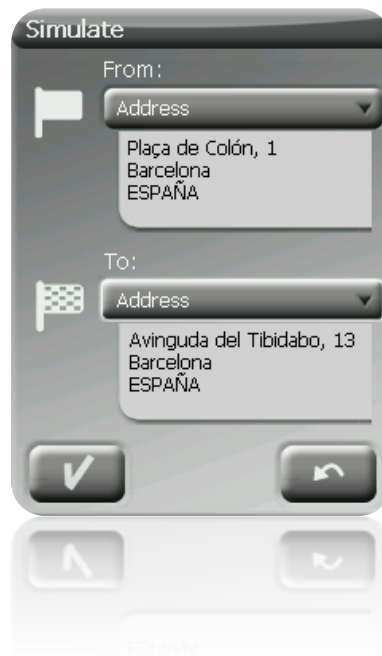 Simulate
From:
Address
Plaça de Colón, 1
Barcelona
ESPAÑA
To:
Address
Avinguda del Tibidabo, 13
Barcelona
ESPAÑA